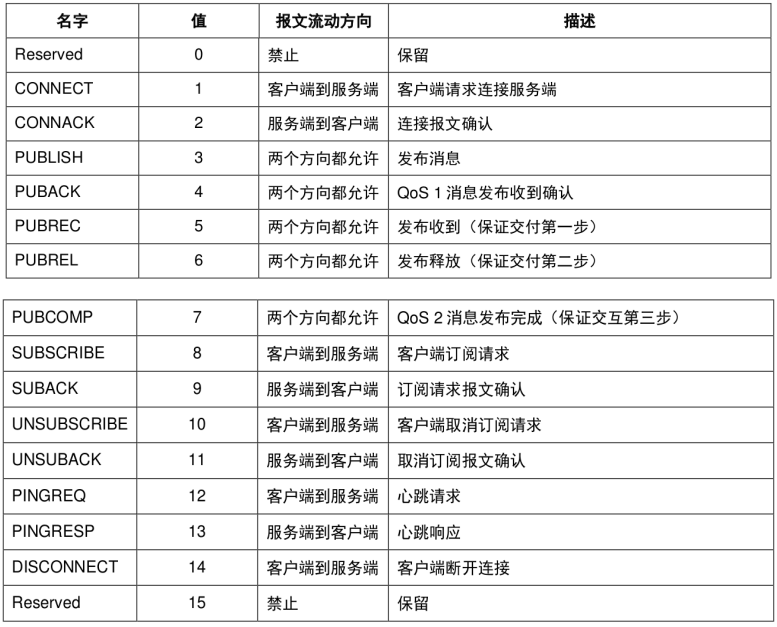 名字 值 报文流动方向 描述
Reserved 0 禁止 保留
CONNECT 1 客户端到服务端 客户端请求连接服务端
CONNACK 2 服务端到客户端 连接报文确认
PUBLISH 3 两个方向都允许 发布消息
PUBACK 4 两个方向都允许 QoS 1 消息发布收到确认
PUBREC 5 两个方向都允许 发布收到（保证交付第一步）
PUBREL 6 两个方向都允许 发布释放（保证交付第二步）
PUBCOMP 7 两个方向都允许 QoS 2 消息发布完成（保证交互第三步）
SUBSCRIBE 8 客户端到服务端 客户端订阅请求
SUBACK 9 服务端到客户端 订阅请求报文确认
UNSUBSCRIBE 10 客户端到服务端 客户端取消订阅请求
UNSUBACK 11 服务端到客户端 取消订阅报文确认
PINGREQ 12 客户端到服务端 心跳请求
PINGRESP 13 服务端到客户端 心跳响应
DISCONNECT 14 客户端到服务端 客户端断开连接
Reserved 15 禁止 保留